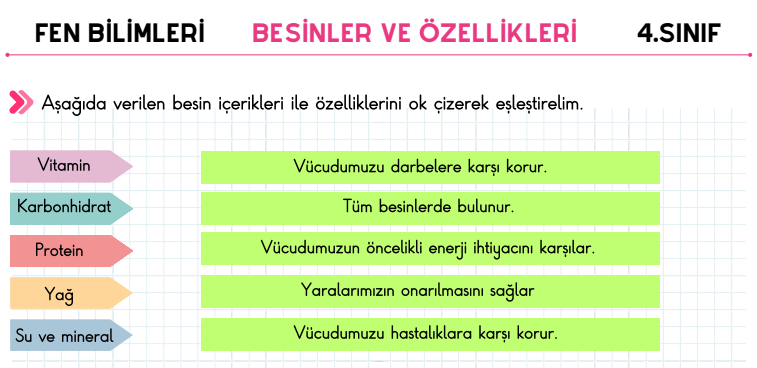 FEN BİLİMLERİ BESİNLER VE ÖZELLİKLERİ 4.SINIF
Aşağıda verilen besin içerikleri ile özelliklerini ok çizerek eşleştirelim.
Vitamin Vücudumuzu darbelere karşı korur.
Karbonhidrat Tüm besinlerde bulunur.
Protein Vücudumuzun öncelikli enerji ihtiyacını karşılar.
Yağ Yaralarımızın onarılmasını sağlar
Su ve mineral Vücudumuzu hastalıklara karşı korur.